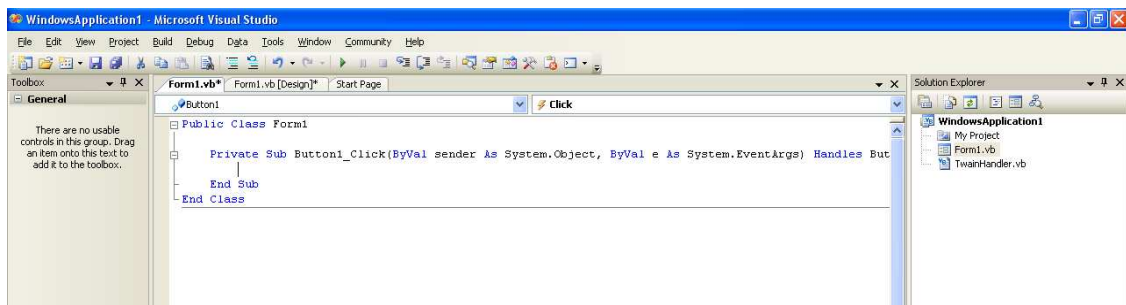 WindowsApplication1 - Microsoft Visual Studio
File Edit View Project Build Debug Data Tools Window Community Help
Toolbox
General
There are no usable
controls in this group. Drag
an item onto this text to
add it to the toolbox.
Form1.vb* Form1.vb [Design]* Start Page
Button1 Click
Public Class Form1
Private Sub Button1_Click(ByVal sender As System.Object, ByVal e As System.EventArgs) Handles But
End Sub
End Class
Solution Explorer
WindowsApplication1
My Project
Form1.vb
TwainHandler.vb